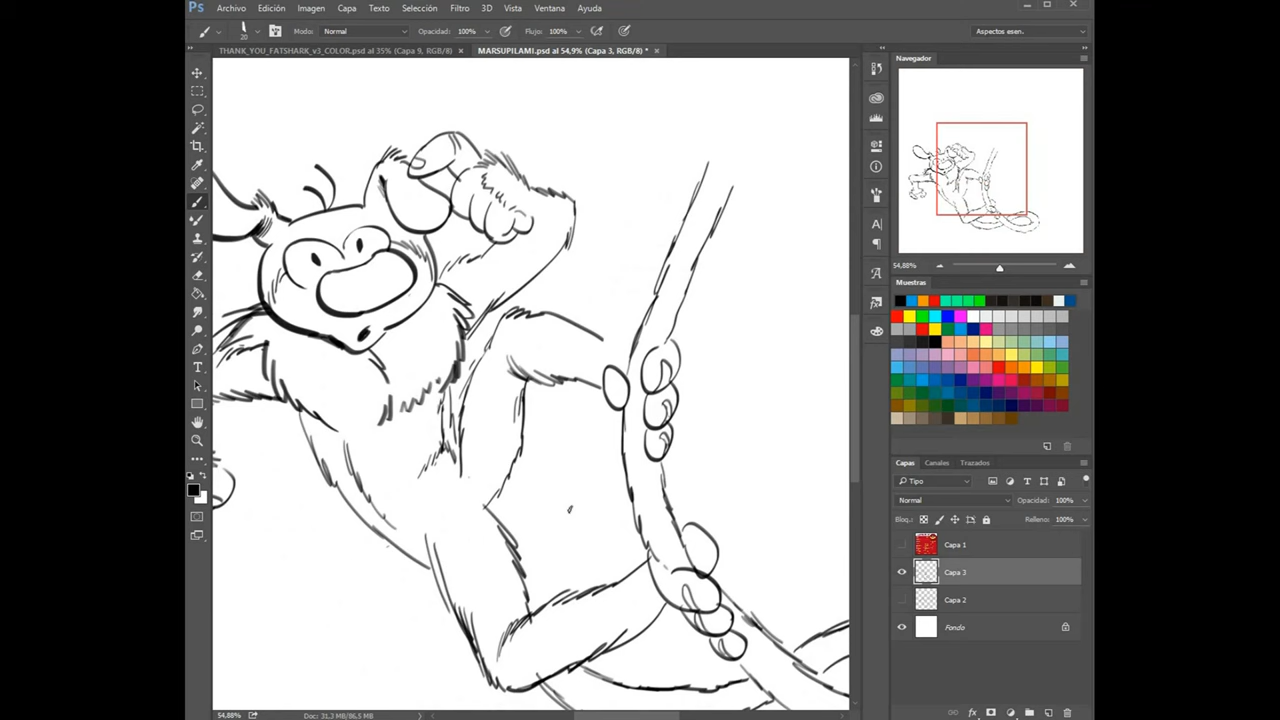 Ps Archivo Edición Imagen Capa Texto Selección Filtro 3D Vista Ventana Ayuda
20 Modo: Normal Opacidad: 100% Flujo: 100% Aspectos esen.
THANK_YOU_FATSHARK_v3_COLOR.psd al 35% (Capa 9, RGB/8) × MARSUPILAMI.psd al 54,9% (Capa 3, RGB/8) * ×
Navegador
54,88%
Muestras
Capas Canales Trazados
Tipo
Normal Opacidad: 100%
Bloq.: Relleno: 100%
Capa 1
Capa 3
Capa 2
Fondo
54,88% Doc: 31,3 MB/86,5 MB